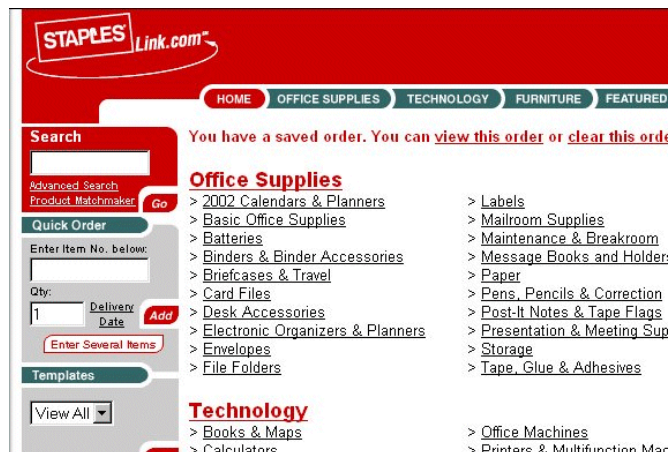 STAPLES Link.com
HOME OFFICE SUPPLIES TECHNOLOGY FURNITURE FEATURED
Search
Advanced Search
Product Matchmaker Go
Quick Order
Enter Item No. below:
Qty:
1 Delivery Date Add
Enter Several Items
Templates
View All
You have a saved order. You can view this order or clear this orde
Office Supplies
> 2002 Calendars & Planners
> Basic Office Supplies
> Batteries
> Binders & Binder Accessories
> Briefcases & Travel
> Card Files
> Desk Accessories
> Electronic Organizers & Planners
> Envelopes
> File Folders
> Labels
> Mailroom Supplies
> Maintenance & Breakroom
> Message Books and Holders
> Paper
> Pens, Pencils & Correction
> Post-It Notes & Tape Flags
> Presentation & Meeting Sup
> Storage
> Tape, Glue & Adhesives
Technology
> Books & Maps
> Calculators
> Office Machines
> Printers & Multifunction Mac